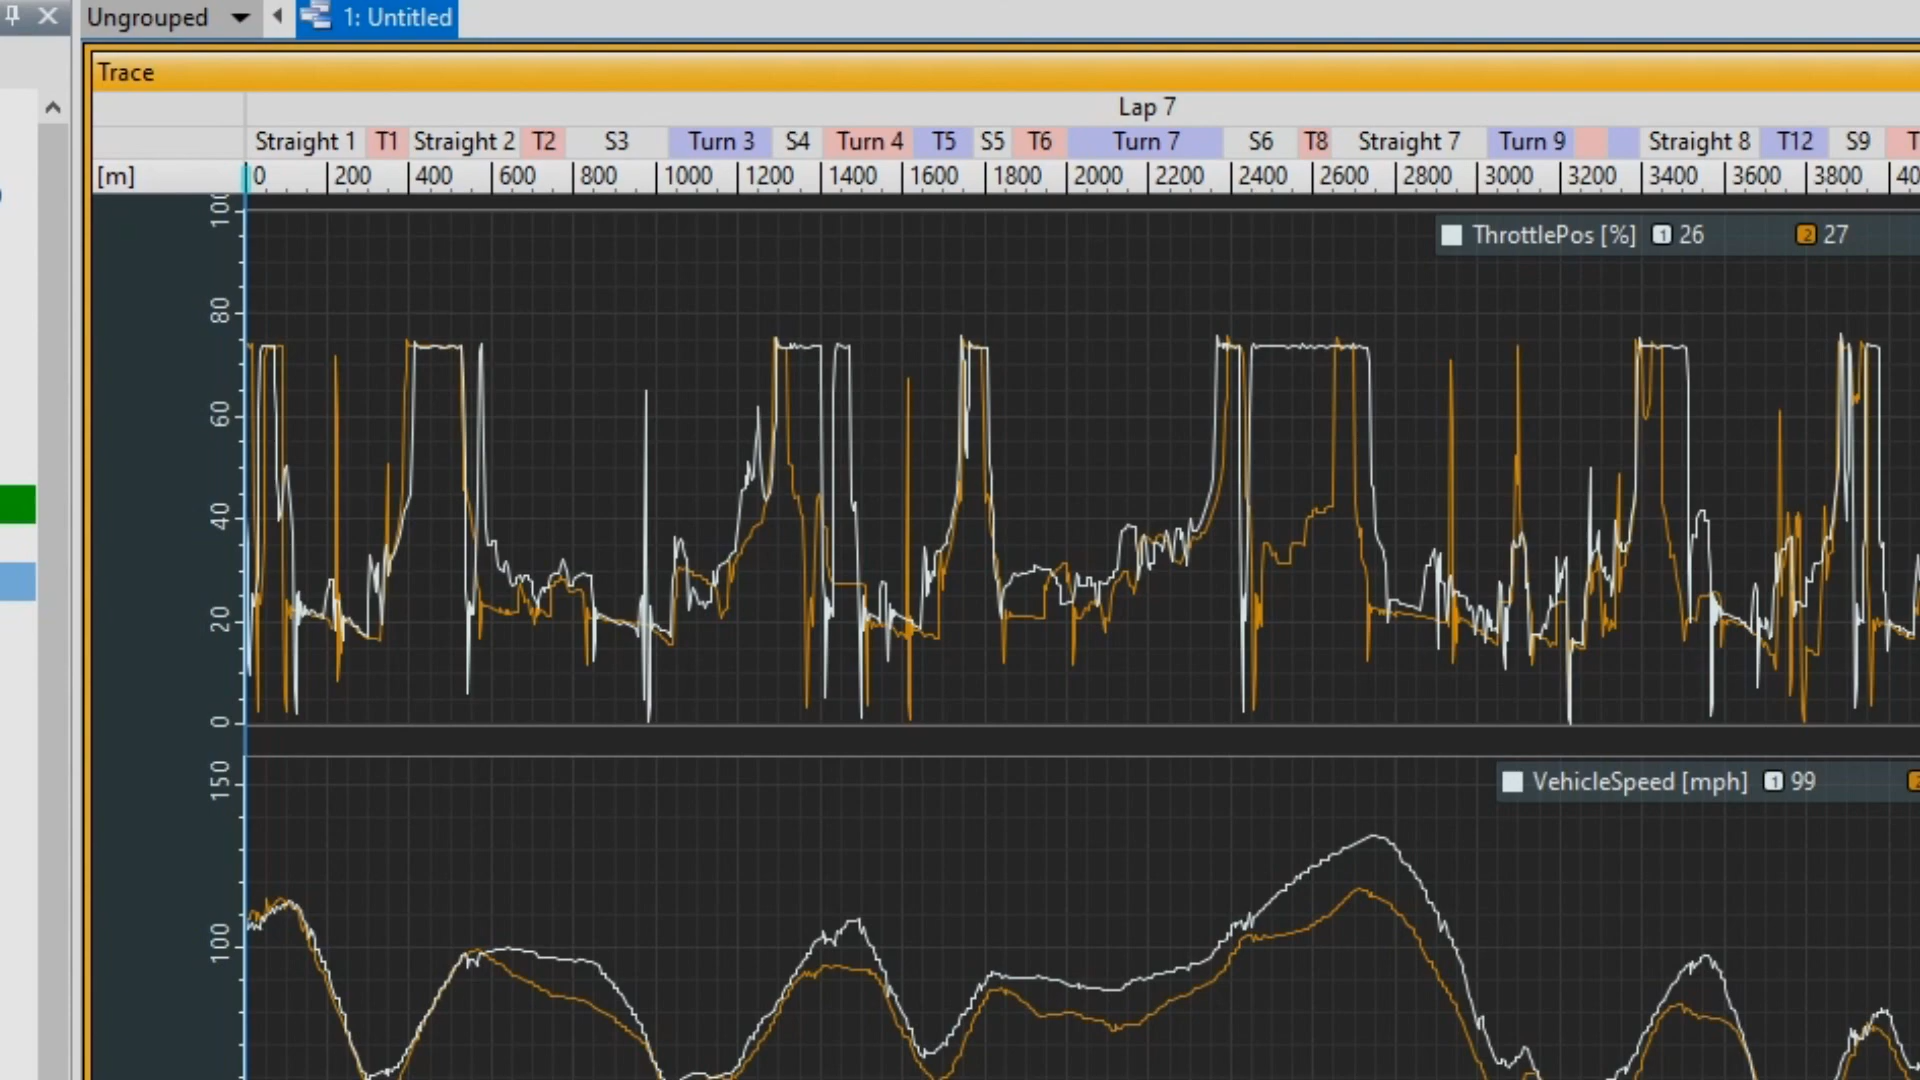 Ungrouped 1: Untitled
Trace
Lap 7
Straight 1 T1 Straight 2 T2 S3 Turn 3 S4 Turn 4 T5 S5 T6 Turn 7 S6 T8 Straight 7 Turn 9 Straight 8 T12 S9 T
[m] 0 200 400 600 800 1000 1200 1400 1600 1800 2000 2200 2400 2600 2800 3000 3200 3400 3600 3800 40
100
ThrottlePos [%] 1 26 2 27
80
60
40
20
0
150
VehicleSpeed [mph] 1 99 2
100